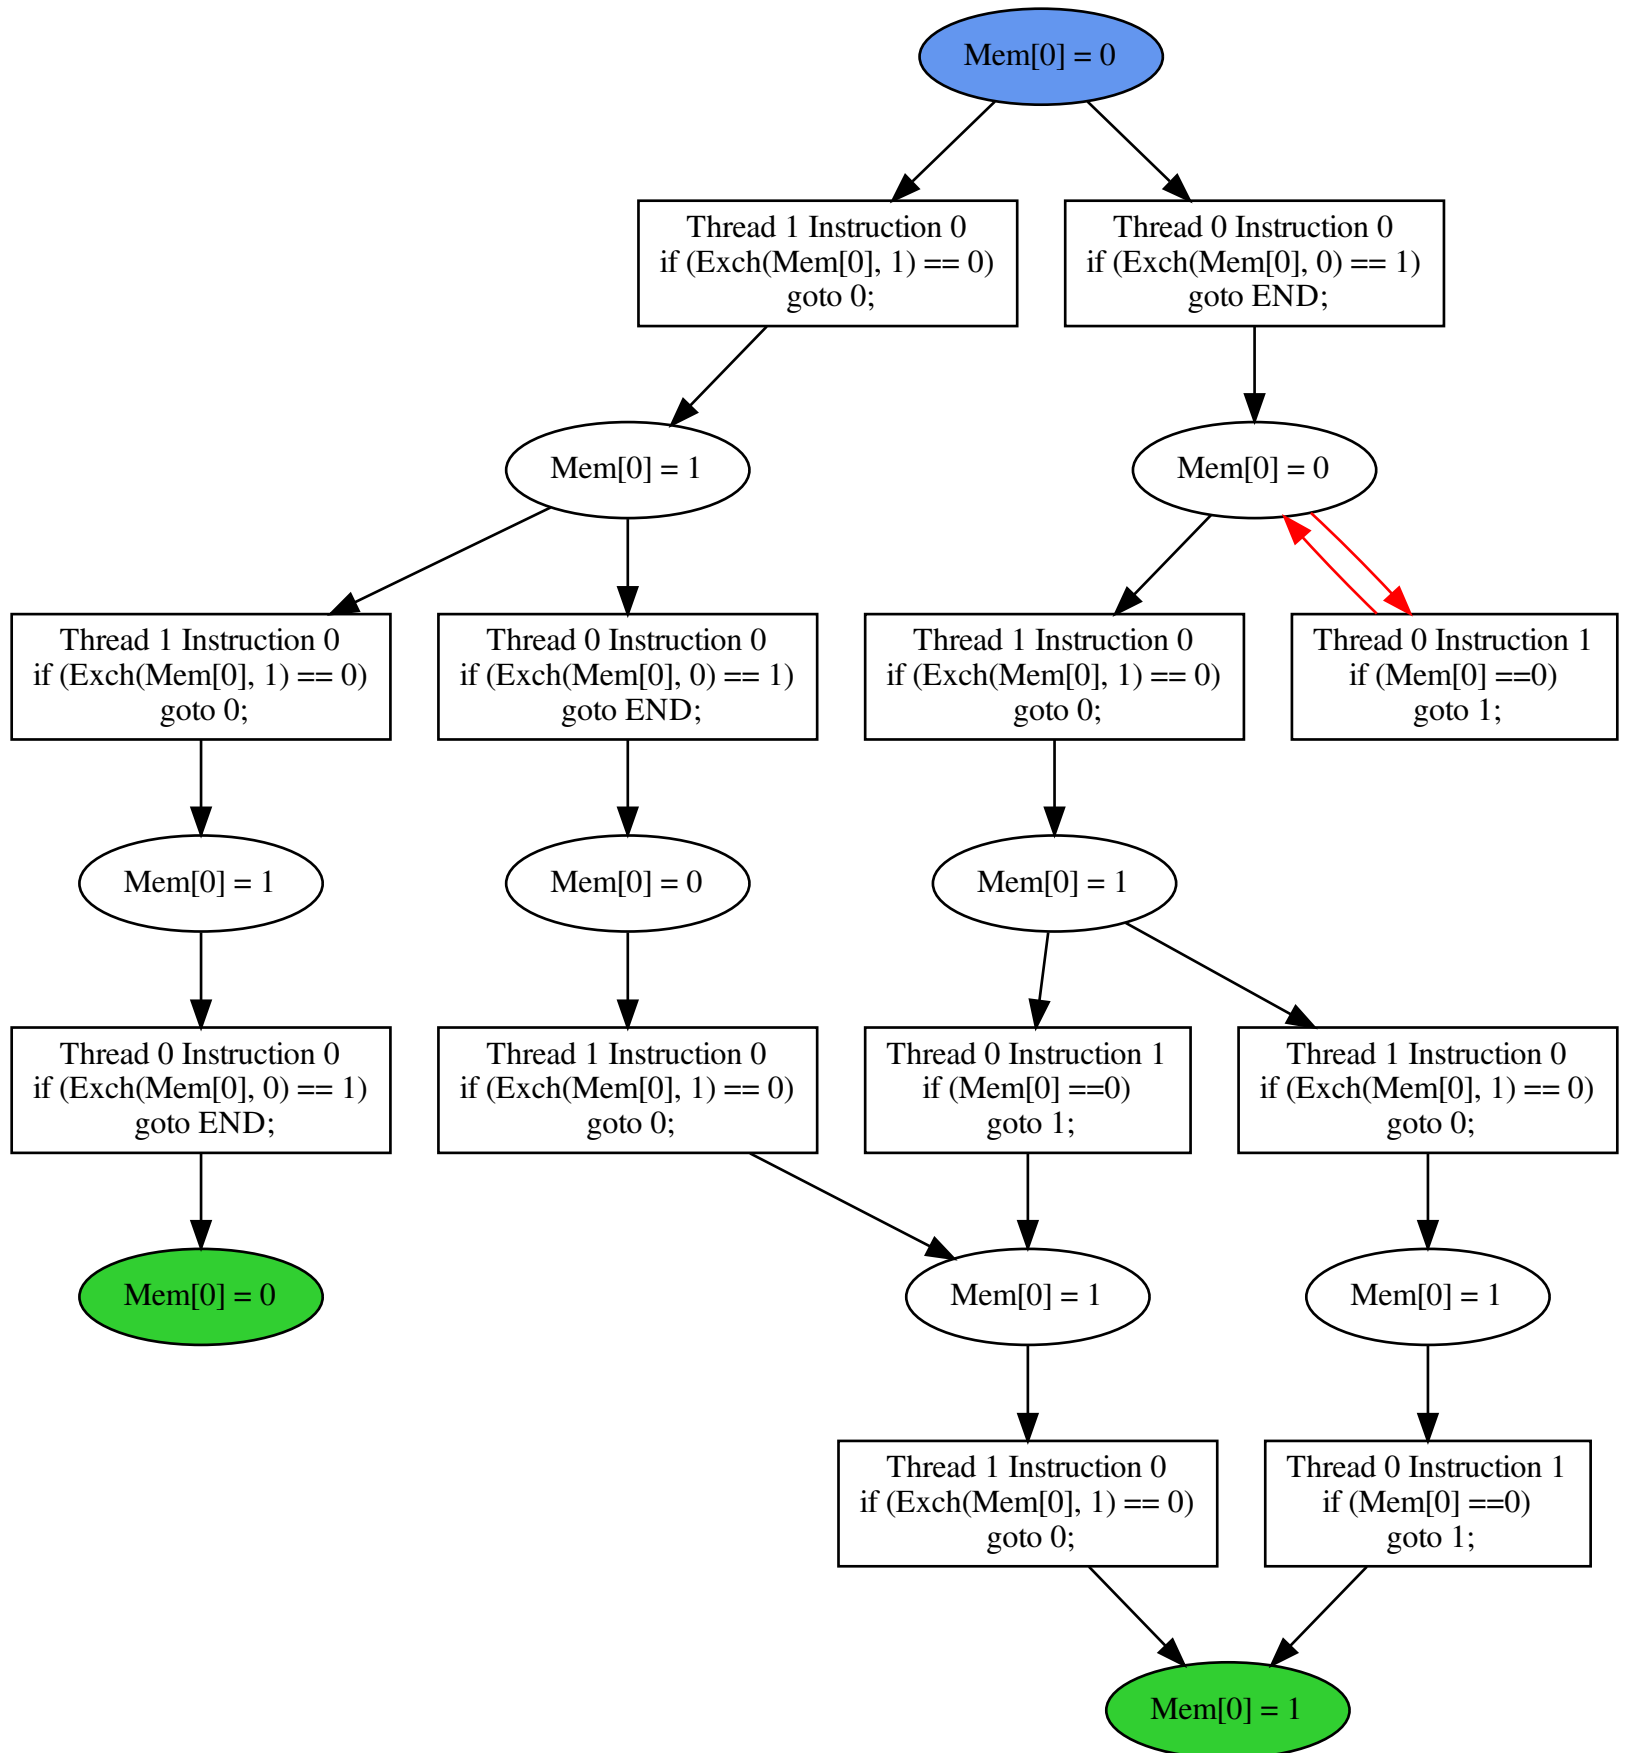 Mem[0] = 0
Thread 1 Instruction 0
if (Exch(Mem[0], 1) == 0)
goto 0;
Thread 0 Instruction 0
if (Exch(Mem[0], 0) == 1)
goto END;
Mem[0] = 1
Mem[0] = 0
Thread 1 Instruction 0
if (Exch(Mem[0], 1) == 0)
goto 0;
Thread 0 Instruction 0
if (Exch(Mem[0], 0) == 1)
goto END;
Thread 1 Instruction 0
if (Exch(Mem[0], 1) == 0)
goto 0;
Thread 0 Instruction 1
if (Mem[0] ==0)
goto 1;
Mem[0] = 1
Mem[0] = 0
Mem[0] = 1
Thread 0 Instruction 0
if (Exch(Mem[0], 0) == 1)
goto END;
Thread 1 Instruction 0
if (Exch(Mem[0], 1) == 0)
goto 0;
Thread 0 Instruction 1
if (Mem[0] ==0)
goto 1;
Thread 1 Instruction 0
if (Exch(Mem[0], 1) == 0)
goto 0;
Mem[0] = 0
Mem[0] = 1
Mem[0] = 1
Thread 1 Instruction 0
if (Exch(Mem[0], 1) == 0)
goto 0;
Thread 0 Instruction 1
if (Mem[0] ==0)
goto 1;
Mem[0] = 1